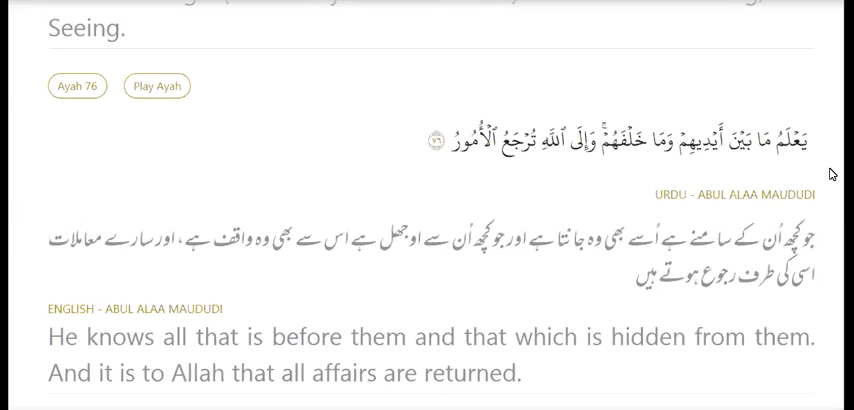 Seeing.
Ayah 76 Play Ayah
يَعْلَمُ مَا بَيْنَ أَيْدِيهِمْ وَمَا خَلْفَهُمْ ۗ وَإِلَى ٱللَّهِ تُرْجَعُ ٱلْأُمُورُ ٧٦
URDU - ABUL ALAA MAUDUDI
جو کچھ اُن کے سامنے ہے اُسے بھی وہ جانتا ہے اور جو کچھ اُن سے اوجھل ہے اس سے بھی وہ واقف ہے، اور سارے معاملات
اسی کی طرف رجوع ہوتے ہیں
ENGLISH - ABUL ALAA MAUDUDI
He knows all that is before them and that which is hidden from them.
And it is to Allah that all affairs are returned.